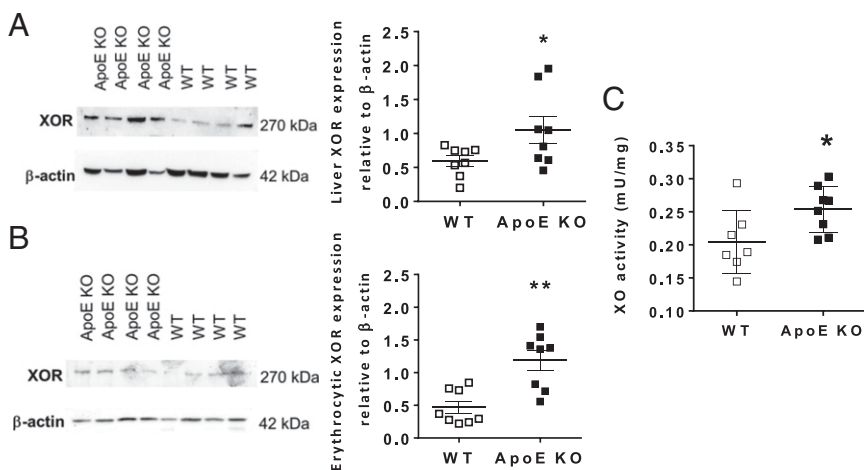 A
ApoE KO
ApoE KO
ApoE KO
ApoE KO
WT
WT
WT
WT
XOR
270 kDa
β-actin
42 kDa
Liver XOR expression
relative to β-actin
2.5
2.0
1.5
1.0
0.5
0.0
*
WT
ApoE KO
B
ApoE KO
ApoE KO
ApoE KO
ApoE KO
WT
WT
WT
WT
XOR
270 kDa
β-actin
42 kDa
Erythrocytic XOR expression
relative to β-actin
2.5
2.0
1.5
1.0
0.5
0.0
**
WT
ApoE KO
C
XO activity (mU/mg)
0.35
0.30
0.25
0.20
0.15
0.10
*
WT
ApoE KO